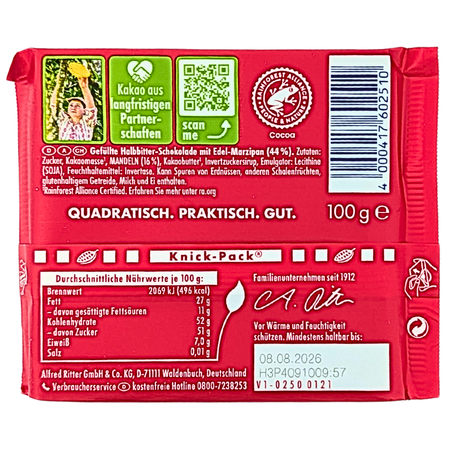 Kakao aus
langfristigen
Partner-
schaften
scan
me
RAINFOREST ALLIANCE
PEOPLE & NATURE
Cocoa
4 000417 602510
D A CH Gefüllte Halbbitter-Schokolade mit Edel-Marzipan (44 %). Zutaten:
Zucker, Kakaomasse¹, MANDELN (16 %), Kakaobutter¹, Invertzuckersirup, Emulgator: Lecithine
(SOJA), Feuchthaltemittel: Invertase. Kann Spuren von Erdnüssen, anderen Schalenfrüchten,
glutenhaltigem Getreide, Milch und Ei enthalten.
¹Rainforest Alliance Certified. Erfahren Sie mehr unter ra.org
QUADRATISCH. PRAKTISCH. GUT.
100 g e
Knick-Pack®
Durchschnittliche Nährwerte je 100 g:
Brennwert 2069 kJ (496 kcal)
Fett 27 g
– davon gesättigte Fettsäuren 11 g
Kohlenhydrate 52 g
– davon Zucker 51 g
Eiweiß 7,0 g
Salz 0,01 g
Alfred Ritter GmbH & Co. KG, D-71111 Waldenbuch, Deutschland
Verbraucherservice D kostenfreie Hotline 0800-7238253
Familienunternehmen seit 1912
Vor Wärme und Feuchtigkeit
schützen. Mindestens haltbar bis:
08.08.2026
H3P4091009:57
V1-0250 0121